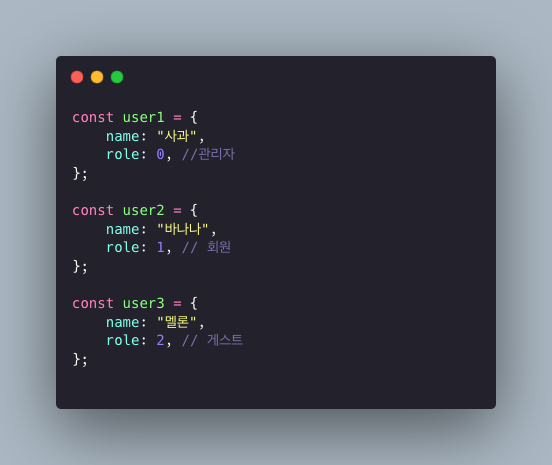 const user1 = {
    name: "사과",
    role: 0, //관리자
};
const user2 = {
    name: "바나나",
    role: 1, // 회원
};
const user3 = {
    name: "멜론",
    role: 2, // 게스트
};